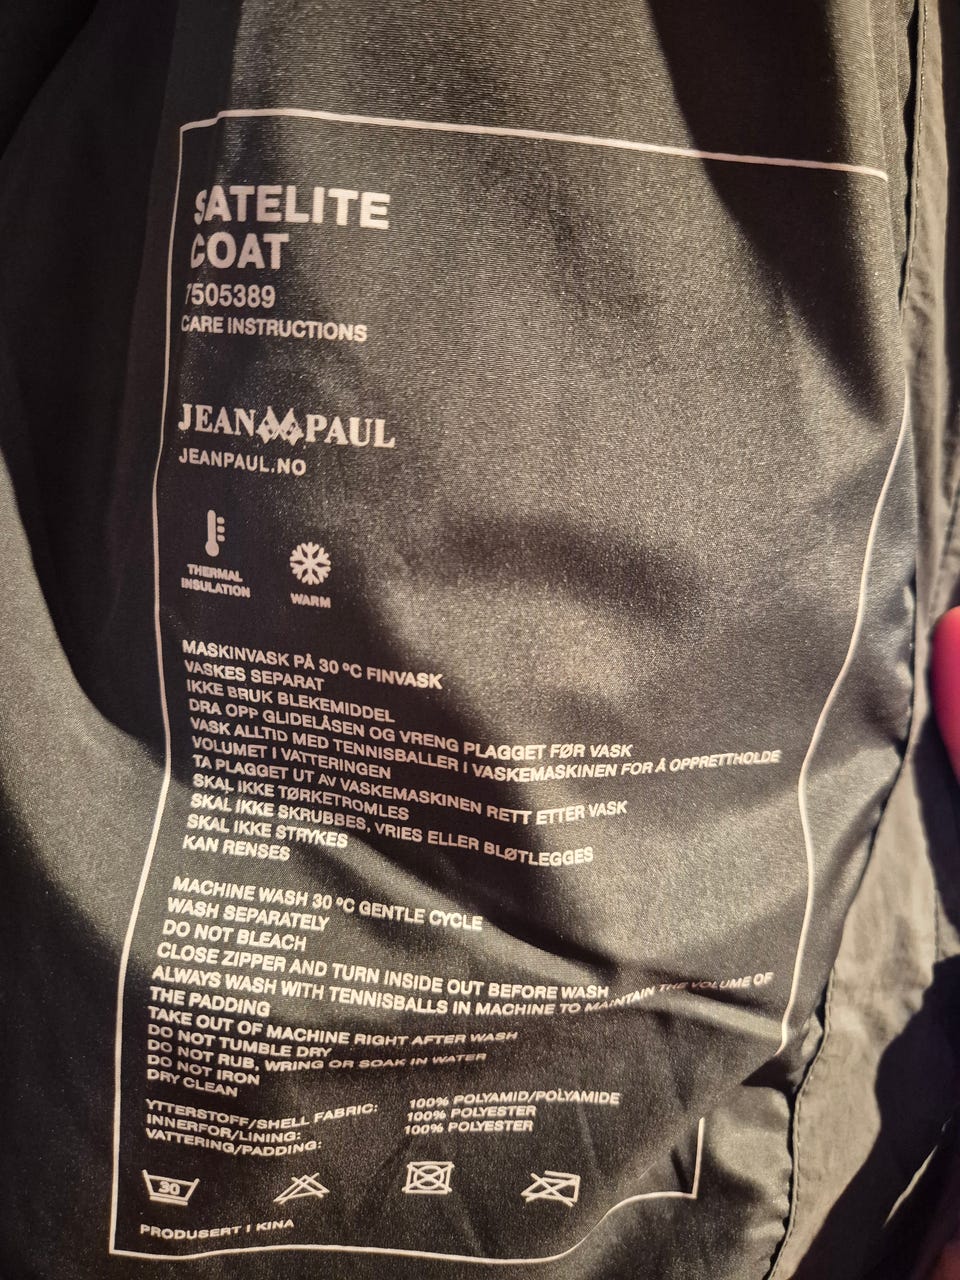 SATELITE
COAT
7505389
CARE INSTRUCTIONS
JEAN PAUL
JEANPAUL.NO
THERMAL
INSULATION
WARM
MASKINVASK PÅ 30 ºC FINVASK
VASKES SEPARAT
IKKE BRUK BLEKEMIDDEL
DRA OPP GLIDELÅSEN OG VRENG PLAGGET FØR VASK
VASK ALLTID MED TENNISBALLER I VASKEMASKINEN FOR Å OPPRETTHOLDE
VOLUMET I VATTERINGEN
TA PLAGGET UT AV VASKEMASKINEN RETT ETTER VASK
SKAL IKKE TØRKETROMLES
SKAL IKKE SKRUBBES, VRIES ELLER BLØTLEGGES
SKAL IKKE STRYKES
KAN RENSES
MACHINE WASH 30 ºC GENTLE CYCLE
WASH SEPARATELY
DO NOT BLEACH
CLOSE ZIPPER AND TURN INSIDE OUT BEFORE WASH
ALWAYS WASH WITH TENNISBALLS IN MACHINE TO MAINTAIN THE VOLUME OF
THE PADDING
TAKE OUT OF MACHINE RIGHT AFTER WASH
DO NOT TUMBLE DRY
DO NOT RUB, WRING OR SOAK IN WATER
DO NOT IRON
DRY CLEAN
YTTERSTOFF/SHELL FABRIC: 100% POLYAMID/POLYAMIDE
INNERFOR/LINING: 100% POLYESTER
VATTERING/PADDING: 100% POLYESTER
30
PRODUSERT I KINA